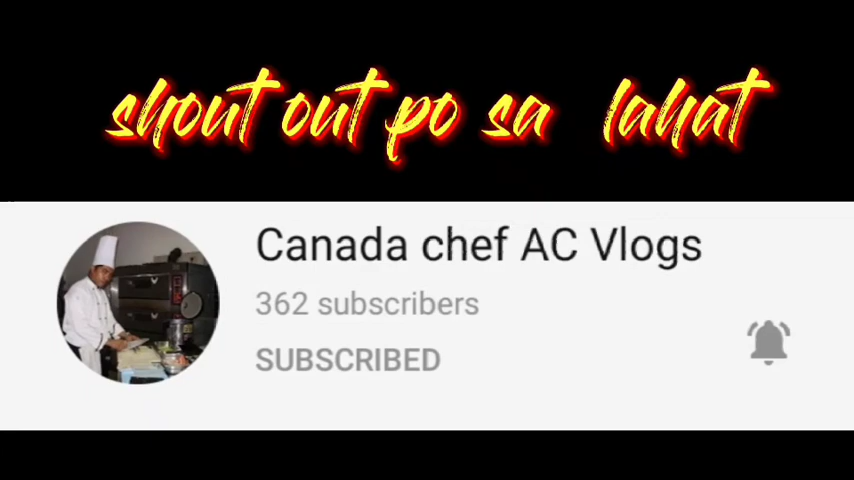 shout out po sa lahat
Canada chef AC Vlogs
362 subscribers
SUBSCRIBED